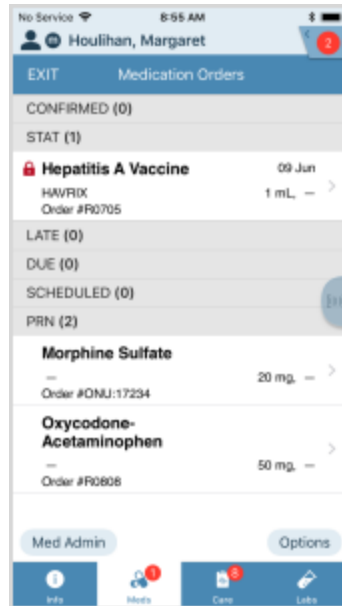 No Service 8:55 AM
Houlihan, Margaret
2
EXIT Medication Orders
CONFIRMED (0)
STAT (1)
Hepatitis A Vaccine 09 Jun
HAVRIX 1 mL, —
Order #R0705
LATE (0)
DUE (0)
SCHEDULED (0)
PRN (2)
Morphine Sulfate
— 20 mg, —
Order #ONU:17234
Oxycodone-
Acetaminophen
— 50 mg, —
Order #R0808
Med Admin Options
1 8
Info Meds Care Labs